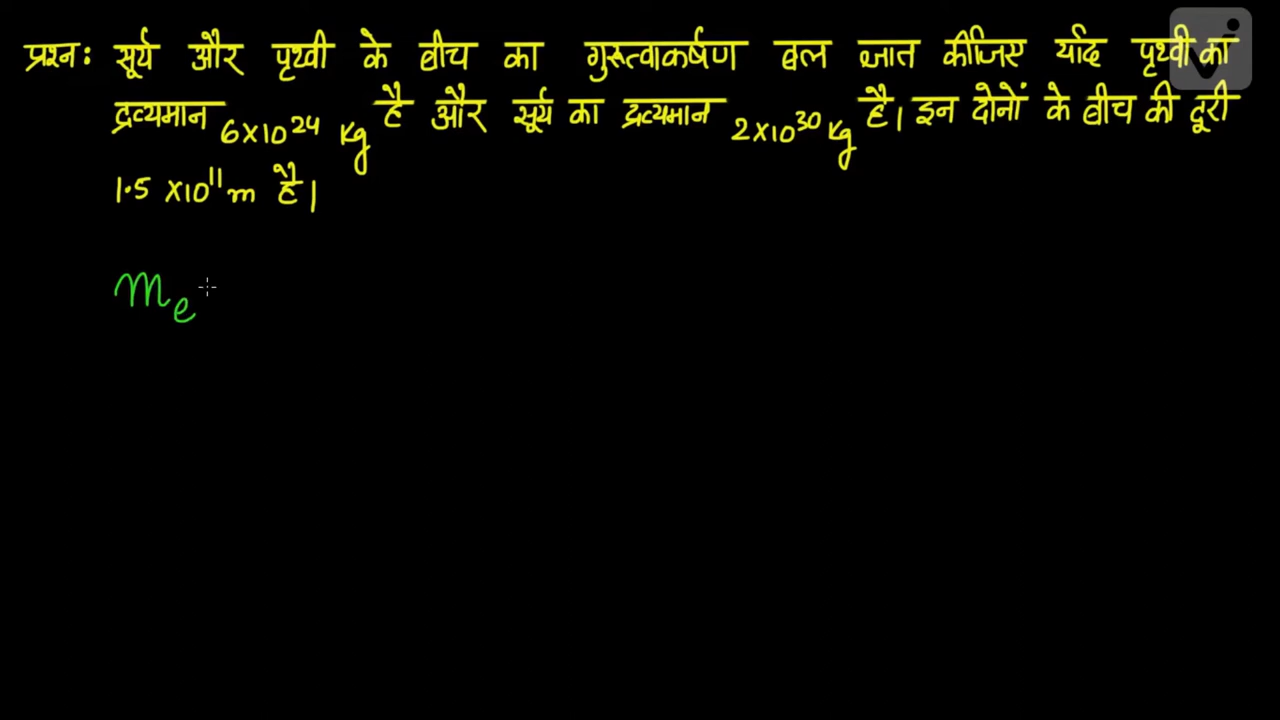 प्रश्न: सूर्य और पृथ्वी के बीच का गुरूत्वाकर्षण बल ज्ञात कीजिए यदि पृथ्वी का
द्रव्यमान 6×10²⁴ kg है और सूर्य का द्रव्यमान 2×10³⁰ kg है। इन दोनों के बीच की दूरी
1.5 ×10¹¹ m है।
me